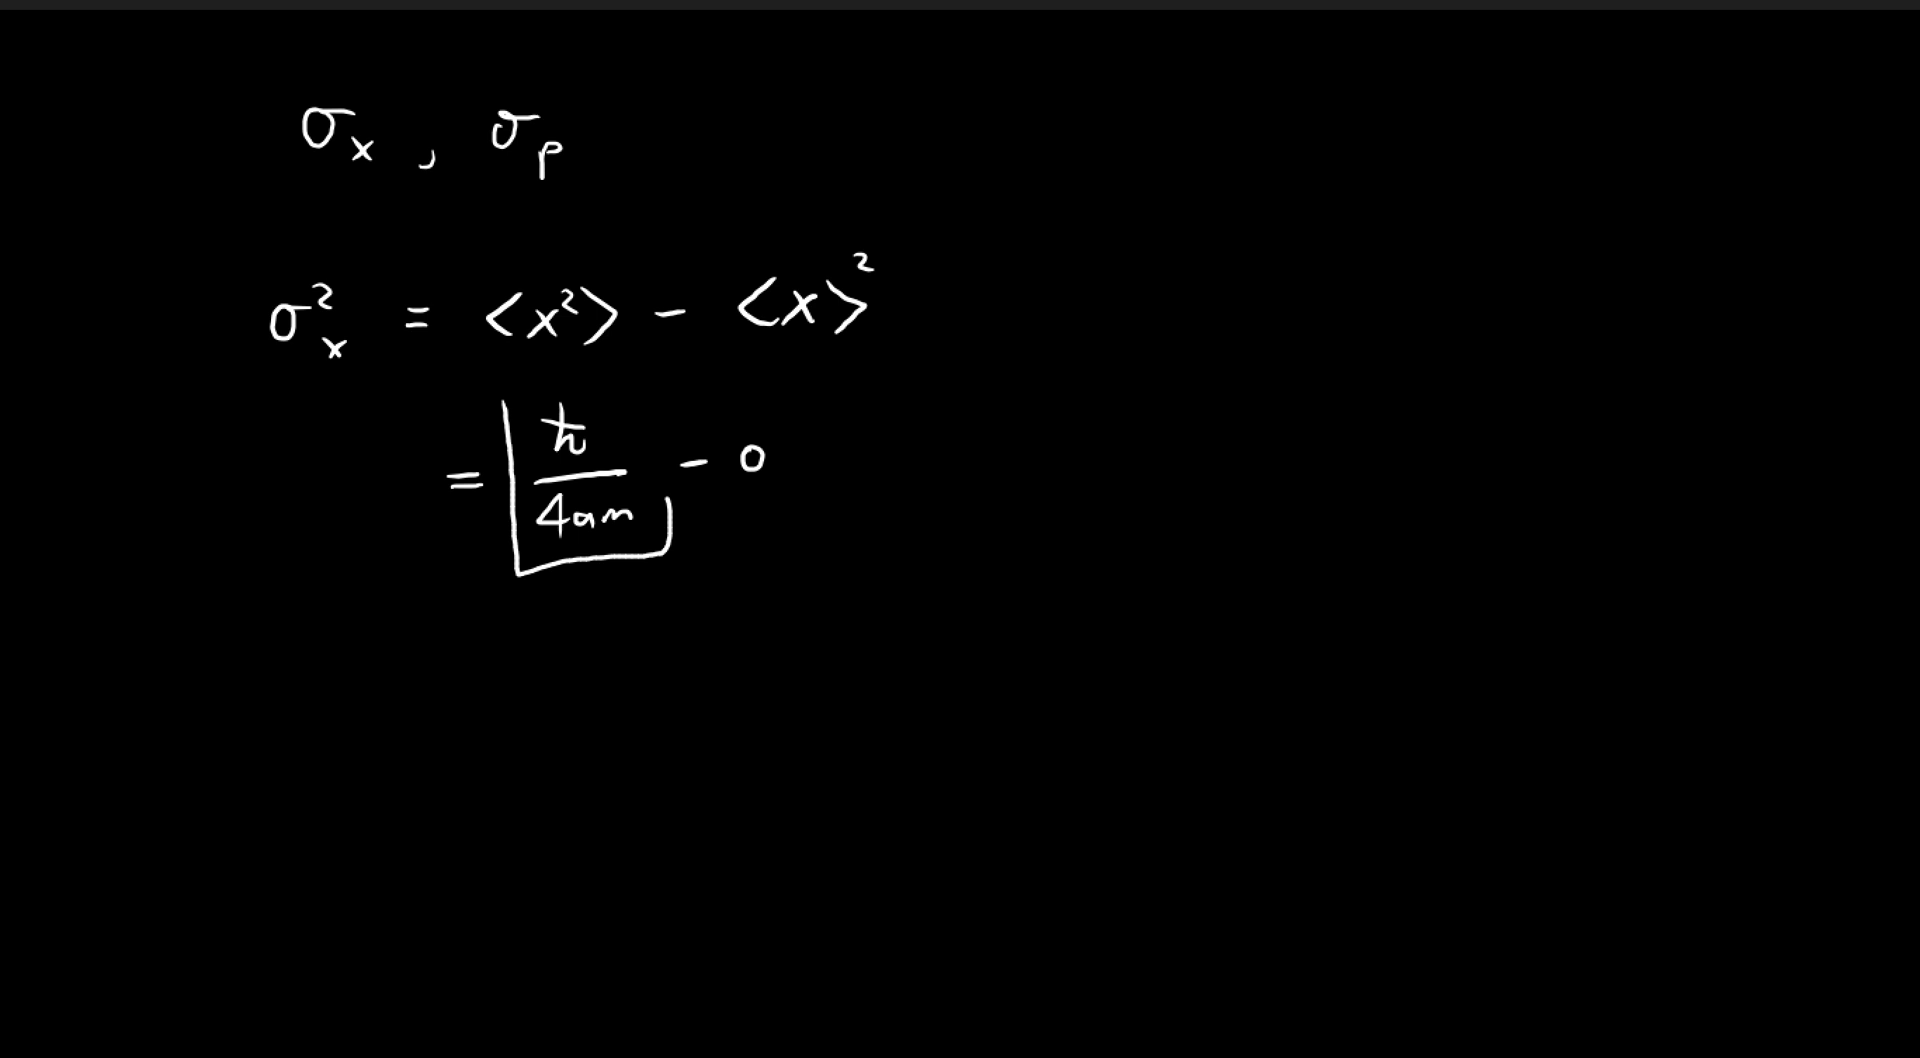 σₓ , σₚ
σ²ₓ = ⟨x²⟩ - ⟨x⟩²
= ħ/4am - 0